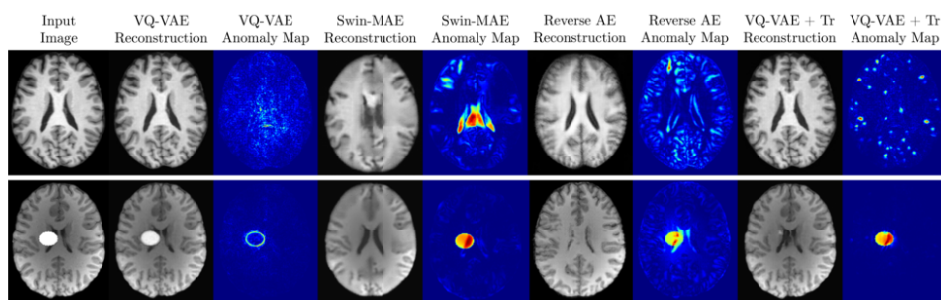 Input VQ-VAE VQ-VAE Swin-MAE Swin-MAE Reverse AE Reverse AE VQ-VAE + Tr VQ-VAE + Tr
Image Reconstruction Anomaly Map Reconstruction Anomaly Map Reconstruction Anomaly Map Reconstruction Anomaly Map